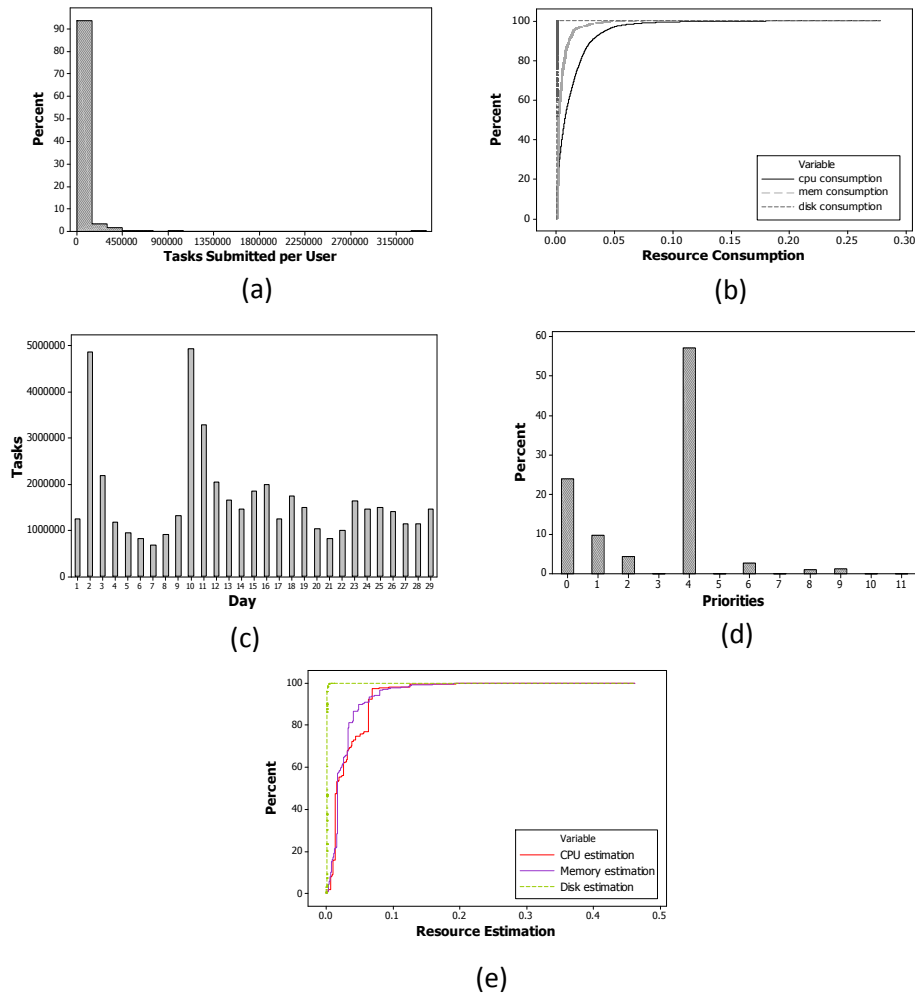 90
80
70
60
50
40
30
20
10
0
Percent
0 450000 900000 1350000 1800000 2250000 2700000 3150000
Tasks Submitted per User
(a)
100
80
60
40
20
0
Percent
Variable
cpu consumption
mem consumption
disk consumption
0.00 0.05 0.10 0.15 0.20 0.25 0.30
Resource Consumption
(b)
5000000
4000000
3000000
2000000
1000000
0
Tasks
1 2 3 4 5 6 7 8 9 10 11 12 13 14 15 16 17 18 19 20 21 22 23 24 25 26 27 28 29
Day
(c)
60
50
40
30
20
10
0
Percent
0 1 2 3 4 5 6 7 8 9 10 11
Priorities
(d)
100
80
60
40
20
0
Percent
Variable
CPU estimation
Memory estimation
Disk estimation
0.0 0.1 0.2 0.3 0.4 0.5
Resource Estimation
(e)